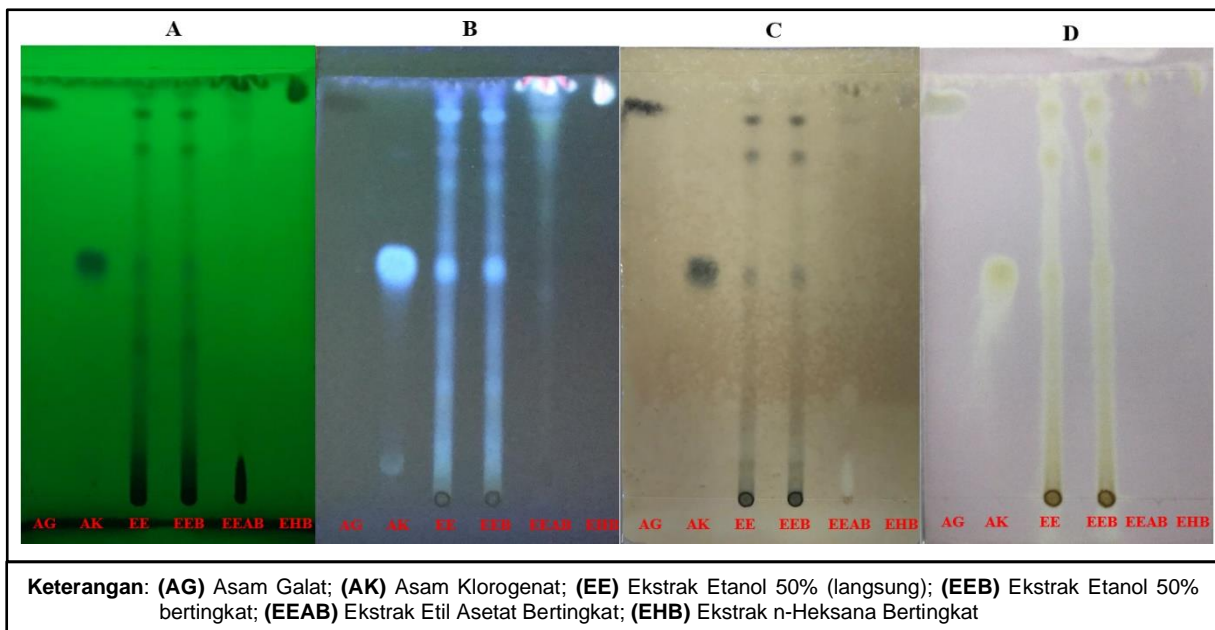 A B C D
AG AK EE EEB EEAB EHB AG AK EE EEB EEAB EHB AG AK EE EEB EEAB EHB AG AK EE EEB EEAB EHB
Keterangan: (AG) Asam Galat; (AK) Asam Klorogenat; (EE) Ekstrak Etanol 50% (langsung); (EEB) Ekstrak Etanol 50%
bertingkat; (EEAB) Ekstrak Etil Asetat Bertingkat; (EHB) Ekstrak n-Heksana Bertingkat